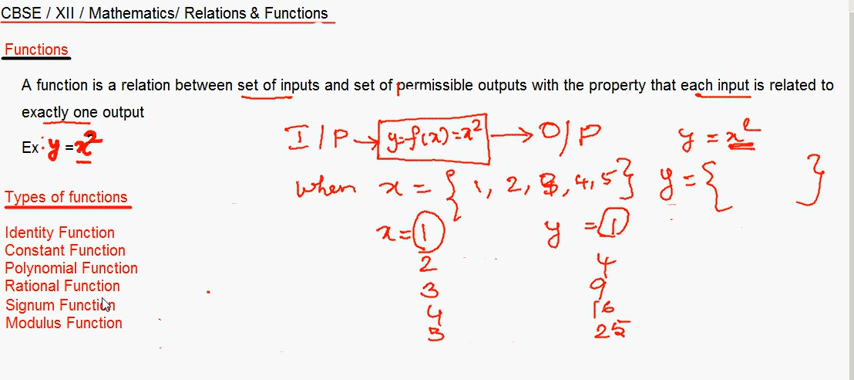 CBSE / XII / Mathematics/ Relations & Functions
Functions
A function is a relation between set of inputs and set of permissible outputs with the property that each input is related to
exactly one output
Ex: y = x²
I/P → y=f(x)=x² → O/P y = x²
when x = { 1, 2, 3, 4, 5 } y = { }
x = 1 y = 1
2 4
3 9
4 16
5 25
Types of functions
Identity Function
Constant Function
Polynomial Function
Rational Function
Signum Function
Modulus Function